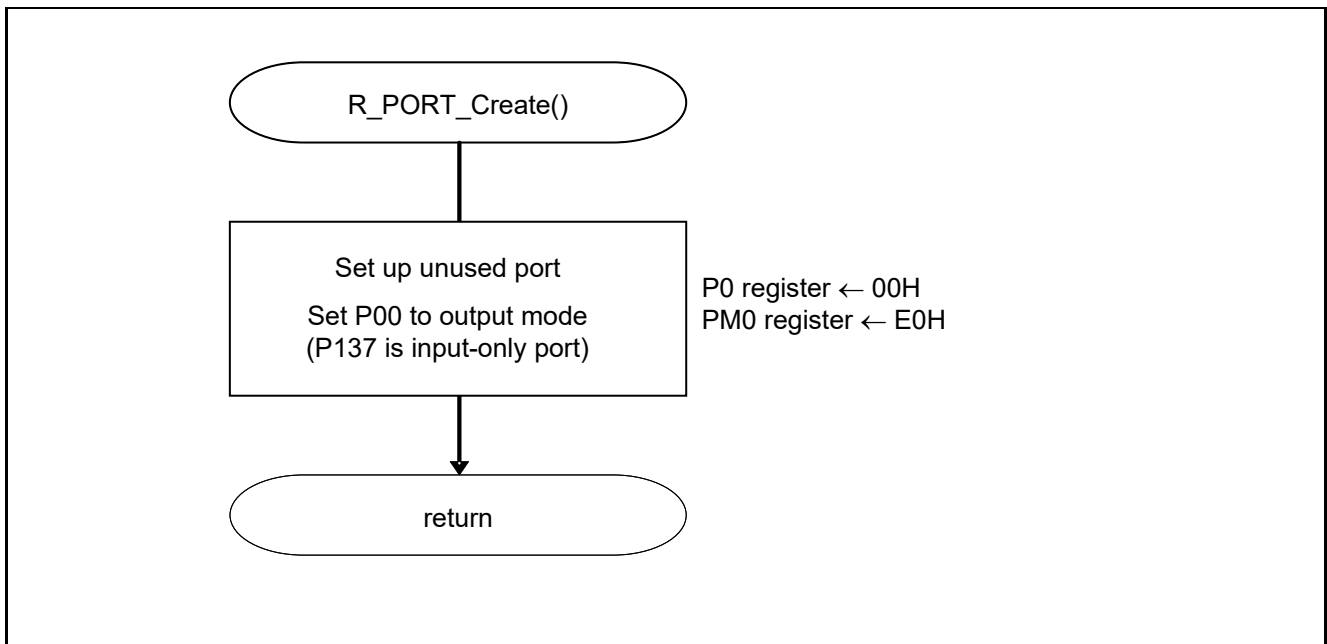 R_PORT_Create()
Set up unused port
Set P00 to output mode
(P137 is input-only port)
P0 register ← 00H
PM0 register ← E0H
return